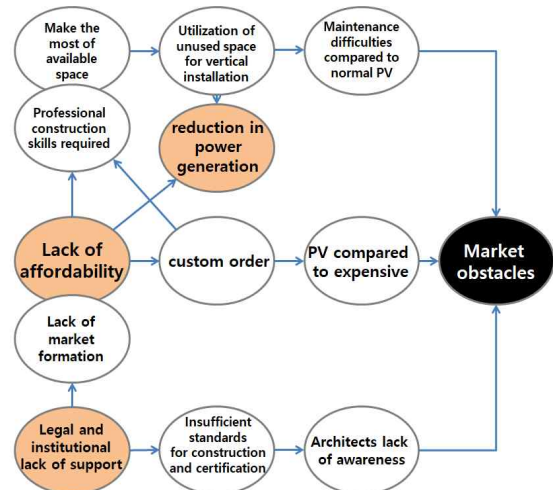 Make the
most of
available
space
Utilization of
unused space
for vertical
installation
Maintenance
difficulties
compared to
normal PV
Professional
construction
skills required
reduction in
power
generation
Lack of
affordability
custom order
PV compared
to expensive
Market
obstacles
Lack of
market
formation
Legal and
institutional
lack of support
Insufficient
standards
for construction
and certification
Architects lack
of awareness